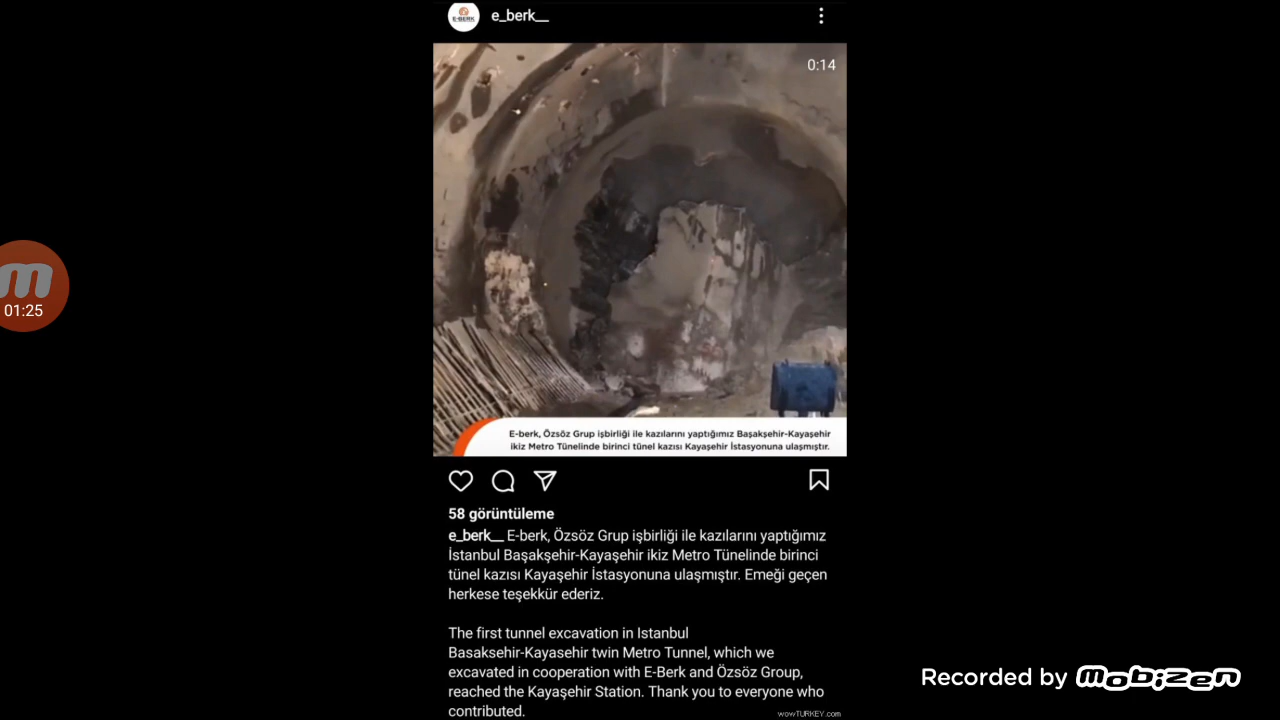 E-BERK
e_berk__
0:14
01:25
E-berk, Özsöz Grup işbirliği ile kazılarını yaptığımız Başakşehir-Kayaşehir
ikiz Metro Tünelinde birinci tünel kazısı Kayaşehir İstasyonuna ulaşmıştır.
58 görüntüleme
e_berk__ E-berk, Özsöz Grup işbirliği ile kazılarını yaptığımız
İstanbul Başakşehir-Kayaşehir ikiz Metro Tünelinde birinci
tünel kazısı Kayaşehir İstasyonuna ulaşmıştır. Emeği geçen
herkese teşekkür ederiz.
The first tunnel excavation in Istanbul
Basaksehir-Kayasehir twin Metro Tunnel, which we
excavated in cooperation with E-Berk and Özsöz Group,
reached the Kayaşehir Station. Thank you to everyone who
contributed.
wowTURKEY.com
Recorded by mobizen